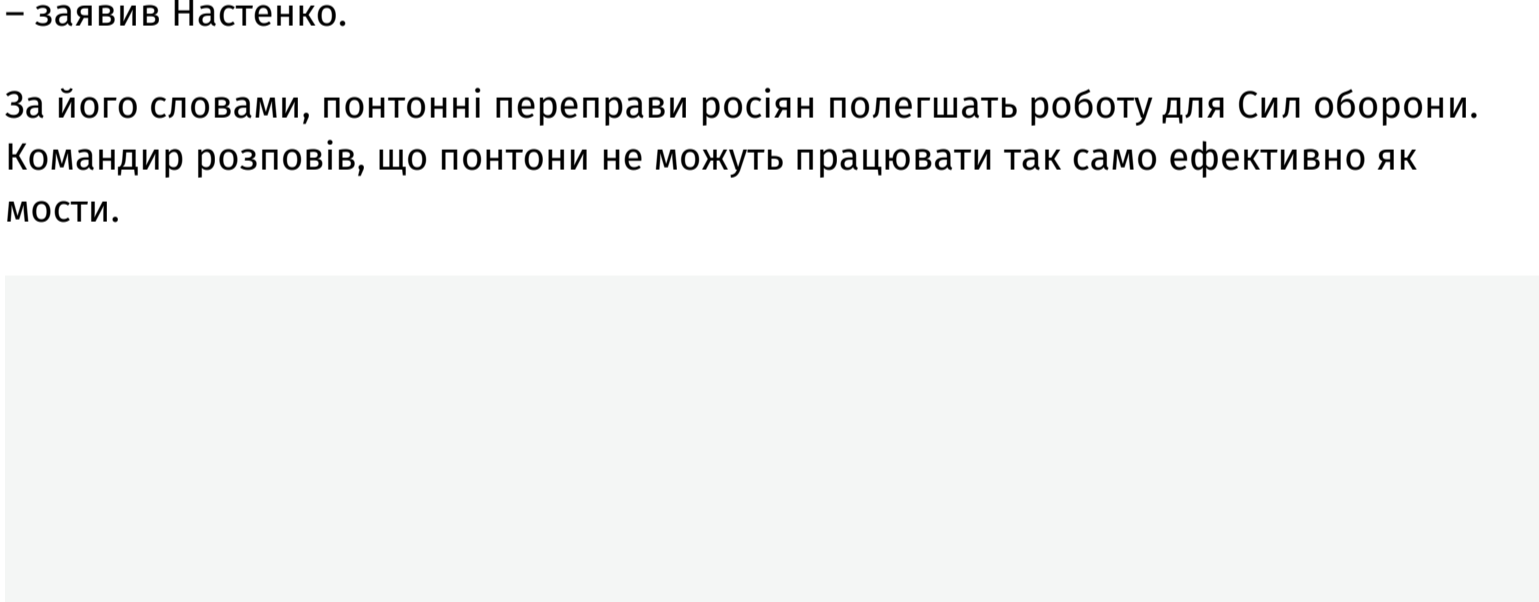 – заявив Настенко.
За його словами, понтонні переправи росіян полегшать роботу для Сил оборони.
Командир розповів, що понтони не можуть працювати так само ефективно як
мости.